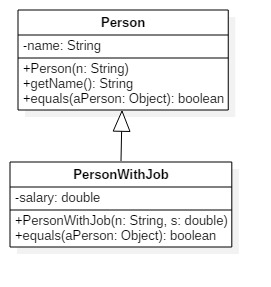 Person
-name: String
+Person(n: String)
+getName(): String
+equals(aPerson: Object): boolean
PersonWithJob
-salary: double
+PersonWithJob(n: String, s: double)
+equals(aPerson: Object): boolean